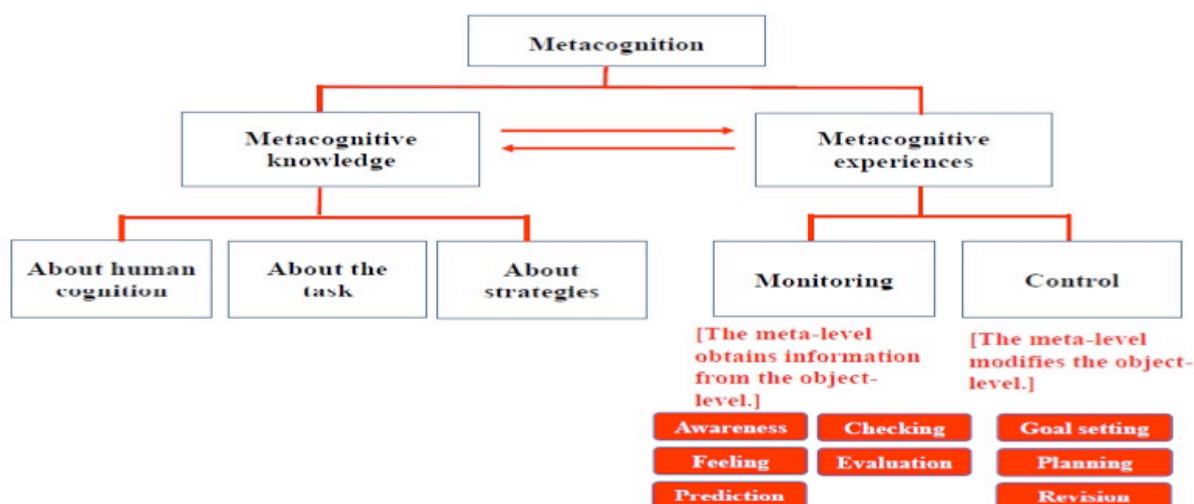 Metacognition
Metacognitive
knowledge
Metacognitive
experiences
About human
cognition
About the
task
About
strategies
Monitoring
Control
[The meta-level
obtains information
from the object-
level.]
[The meta-level
modifies the object-
level.]
Awareness
Checking
Goal setting
Feeling
Evaluation
Planning
Prediction
Revision